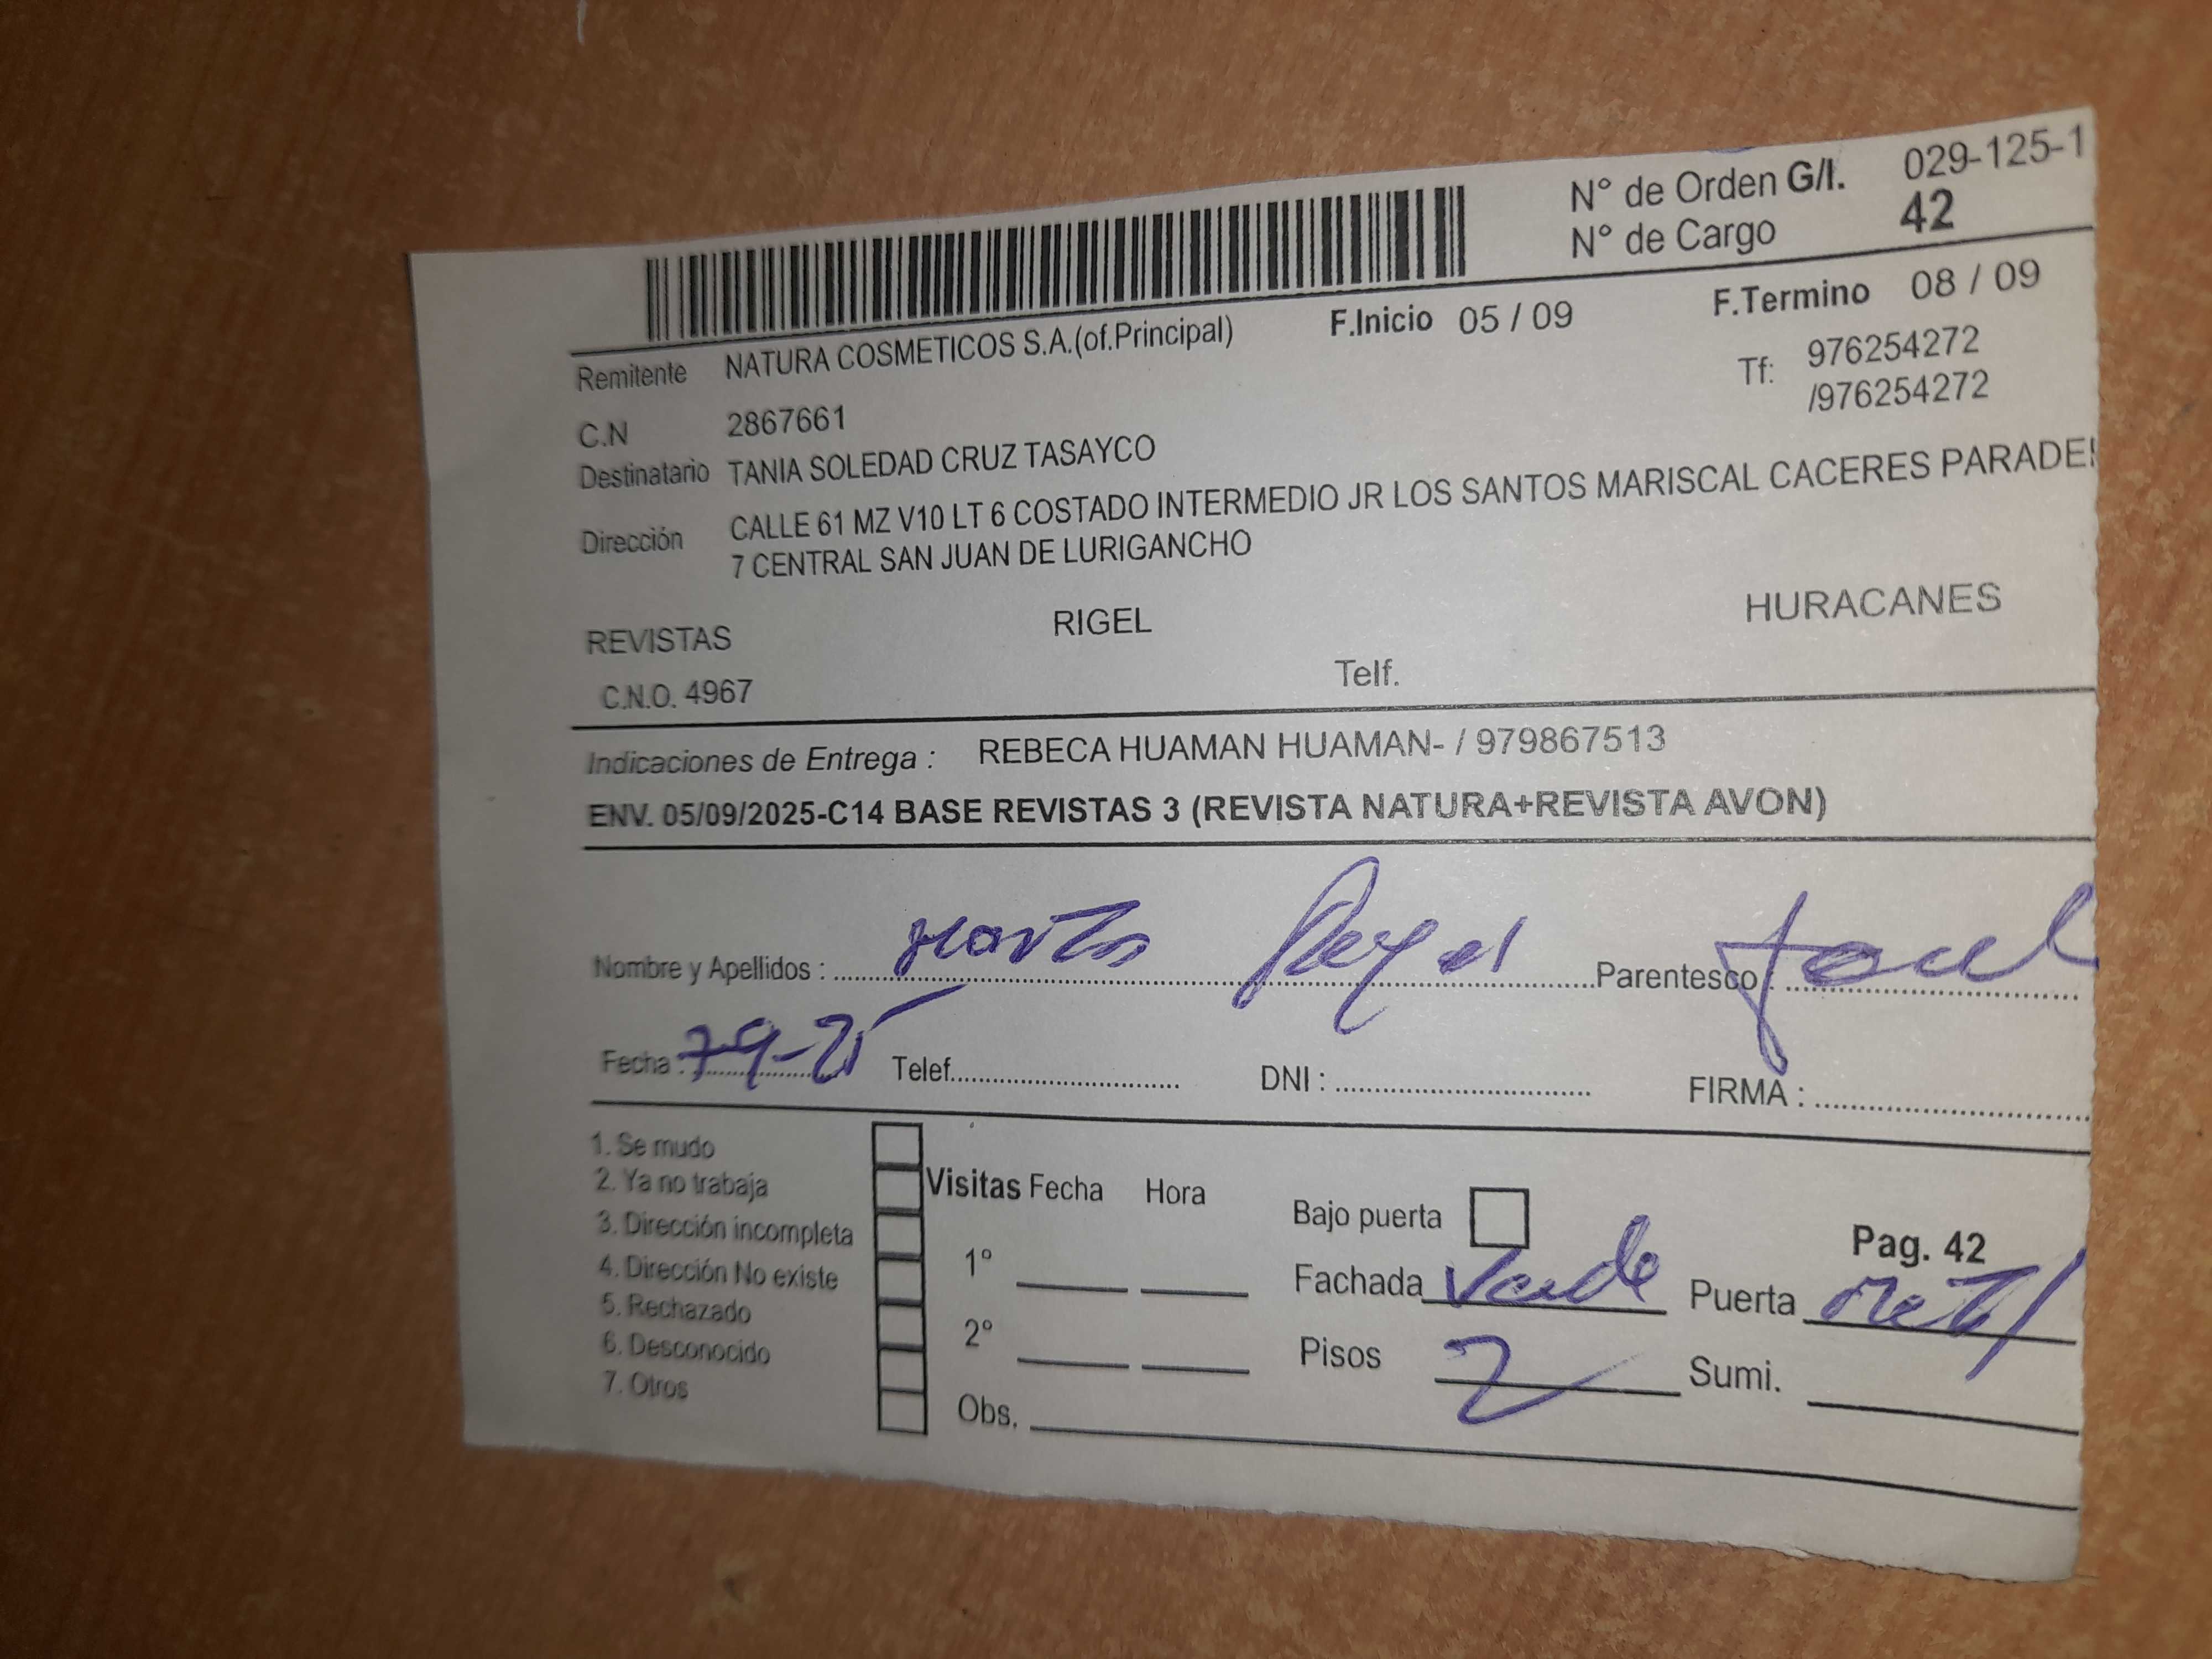 N° de Orden G/I. 029-125-1
N° de Cargo 42
F.Inicio 05 / 09 F.Termino 08 / 09
Remitente NATURA COSMETICOS S.A.(of.Principal)
Tf: 976254272
/976254272
C.N 2867661
Destinatario TANIA SOLEDAD CRUZ TASAYCO
Dirección CALLE 61 MZ V10 LT 6 COSTADO INTERMEDIO JR LOS SANTOS MARISCAL CACERES
7 CENTRAL SAN JUAN DE LURIGANCHO
REVISTAS RIGEL HURACANES
C.N.O. 4967 Telf.
Indicaciones de Entrega : REBECA HUAMAN HUAMAN- / 979867513
ENV. 05/09/2025-C14 BASE REVISTAS 3 (REVISTA NATURA+REVISTA AVON)
Nombre y Apellidos : Parentesco :
Fecha : 7-9-25 Telef. DNI : FIRMA :
1. Se mudo
2. Ya no trabaja
3. Dirección incompleta
4. Dirección No existe
5. Rechazado
6. Desconocido
7. Otros
Visitas Fecha Hora
1°
2°
Obs.
Bajo puerta
Pag. 42
Fachada Verde Puerta Metal
Pisos 2 Sumi.